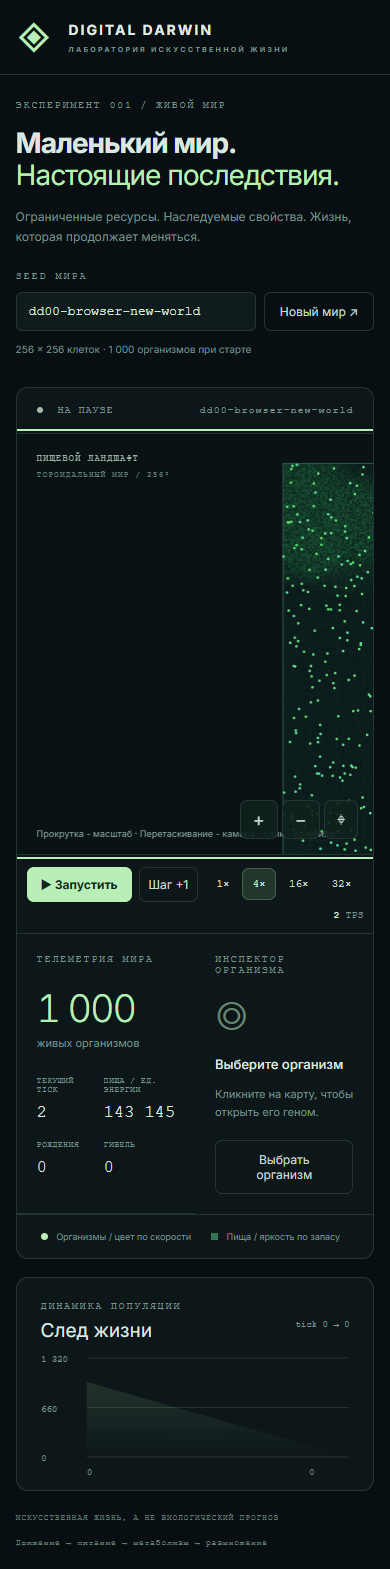 DIGITAL DARWIN
ЛАБОРАТОРИЯ ИСКУССТВЕННОЙ ЖИЗНИ
ЭКСПЕРИМЕНТ 001 / ЖИВОЙ МИР
Маленький мир.
Настоящие последствия.
Ограниченные ресурсы. Наследуемые свойства. Жизнь,
которая продолжает меняться.
SEED МИРА
dd00-browser-new-world
Новый мир ↗
256 × 256 клеток · 1 000 организмов при старте
НА ПАУЗЕ
dd00-browser-new-world
ПИЩЕВОЙ ЛАНДШАФТ
ТОРОИДАЛЬНЫЙ МИР / 256²
+ −
Прокрутка - масштаб · Перетаскивание -
▶ Запустить
Шаг +1
1× 4× 16× 32×
2 TPS
ТЕЛЕМЕТРИЯ МИРА
1 000
живых организмов
ТЕКУЩИЙ
ТІСК
2
ПИЩА / ЕД.
ЭНЕРГИИ
143 145
РОЖДЕНИЯ
0
ГИБЕЛЬ
0
ИНСПЕКТОР
ОРГАНИЗМА
Выберите организм
Кликните на карту, чтобы
открыть его геном.
Выбрать
организм
Организмы / цвет по скорости
Пища / яркость по запасу
ДИНАМИКА ПОПУЛЯЦИИ
След жизни
tick 0 → 0
1 320
660
0
0 0
ИСКУССТВЕННАЯ ЖИЗНЬ, А НЕ БИОЛОГИЧЕСКИЙ ПРОГНОЗ
Движение → питание → метаболизм → размножение